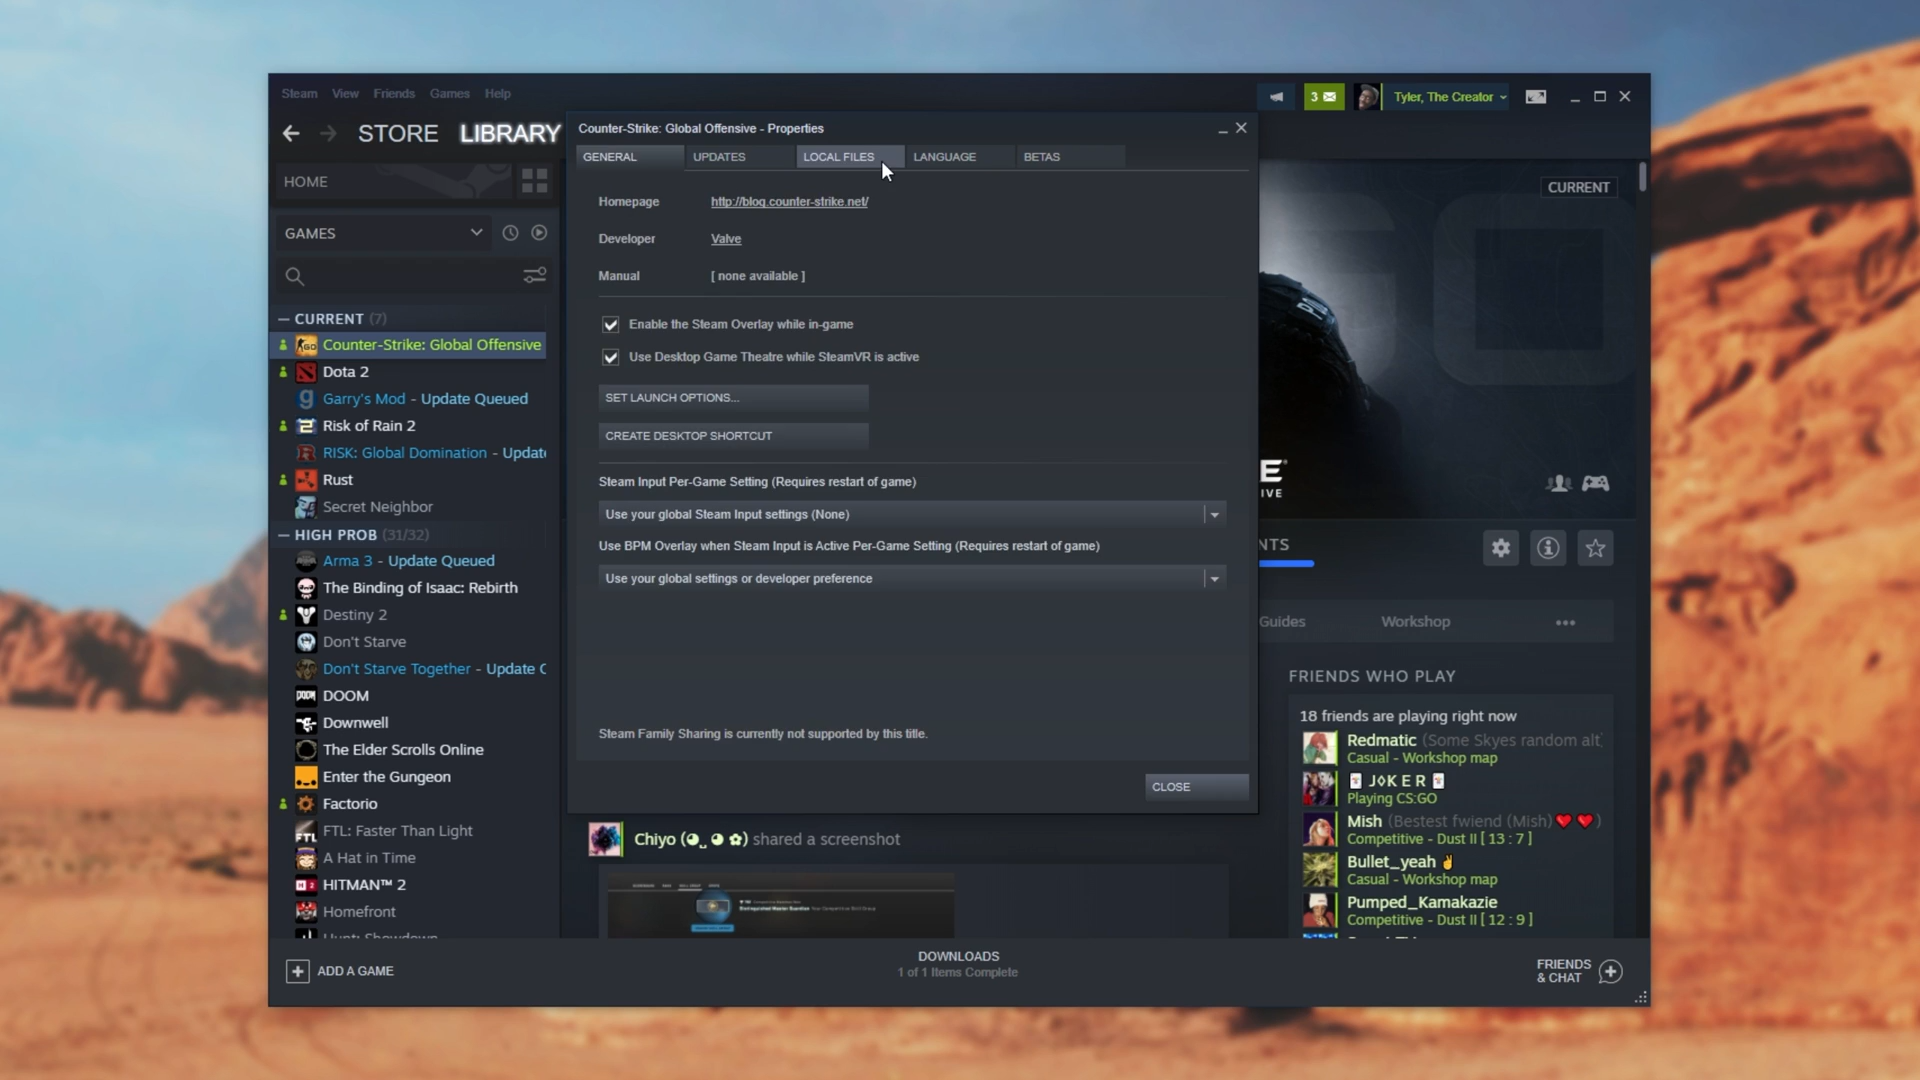 Steam View Friends Games Help
3
Tyler, The Creator
STORE LIBRARY
Counter-Strike: Global Offensive - Properties
GENERAL UPDATES LOCAL FILES LANGUAGE BETAS
HOME
GAMES
CURRENT (7)
Counter-Strike: Global Offensive
Dota 2
Garry's Mod - Update Queued
Risk of Rain 2
RISK: Global Domination - Updat
Rust
Secret Neighbor
HIGH PROB (31/32)
Arma 3 - Update Queued
The Binding of Isaac: Rebirth
Destiny 2
Don't Starve
Don't Starve Together - Update
DOOM
Downwell
The Elder Scrolls Online
Enter the Gungeon
Factorio
FTL: Faster Than Light
A Hat in Time
HITMAN™ 2
Homefront
Hunt: Showdown
Homepage http://blog.counter-strike.net/
Developer Valve
Manual [ none available ]
Enable the Steam Overlay while in-game
Use Desktop Game Theatre while SteamVR is active
SET LAUNCH OPTIONS...
CREATE DESKTOP SHORTCUT
Steam Input Per-Game Setting (Requires restart of game)
Use your global Steam Input settings (None)
Use BPM Overlay when Steam Input is Active Per-Game Setting (Requires restart of game)
Use your global settings or developer preference
Steam Family Sharing is currently not supported by this title.
CLOSE
CURRENT
GO
E
IVE
NTS
Guides Workshop
FRIENDS WHO PLAY
18 friends are playing right now
Redmatic (Some Skyes random alt
Casual - Workshop map
🃏 J◊K E R 🃏
Playing CS:GO
Mish (Bestest fwiend (Mish) ❤ ❤ )
Competitive - Dust II [ 13 : 7 ]
Bullet_yeah ✌
Casual - Workshop map
Pumped_Kamakazie
Competitive - Dust II [ 12 : 9 ]
Chiyo (◕‿ ◕ ✿) shared a screenshot
ADD A GAME
DOWNLOADS
1 of 1 Items Complete
FRIENDS
& CHAT